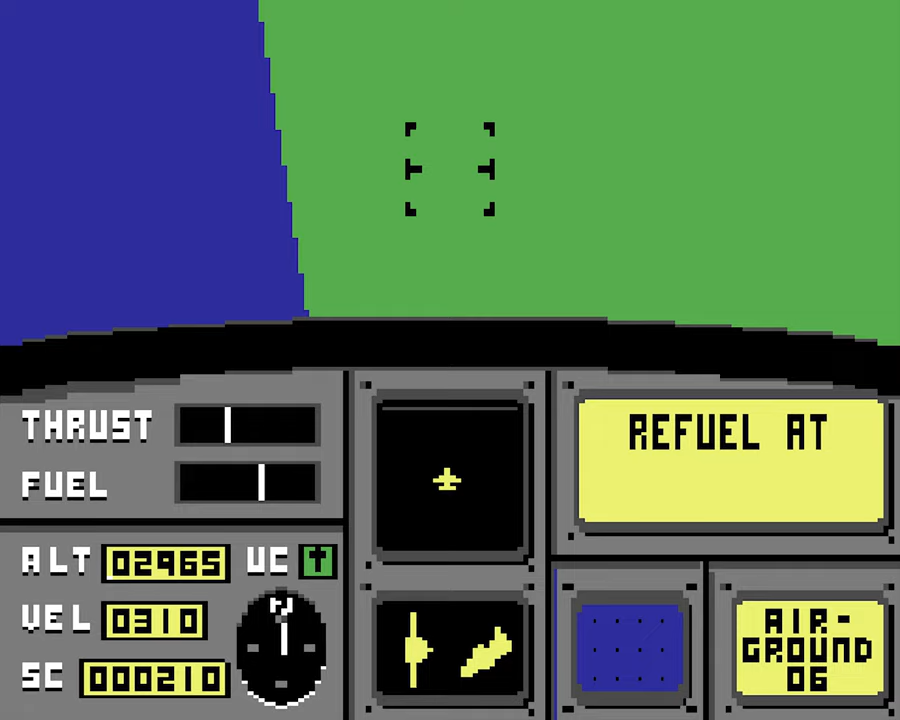 THRUST
FUEL
REFUEL AT
ALT 02965 UC
VEL 0310
SC 000210
N
AIR-
GROUND
06